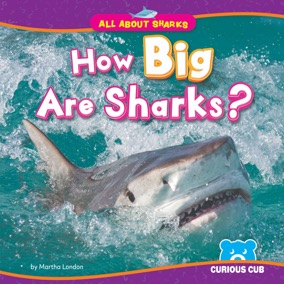 ALL ABOUT SHARKS
How Big
Are Sharks?
by Martha London
CURIOUS CUB